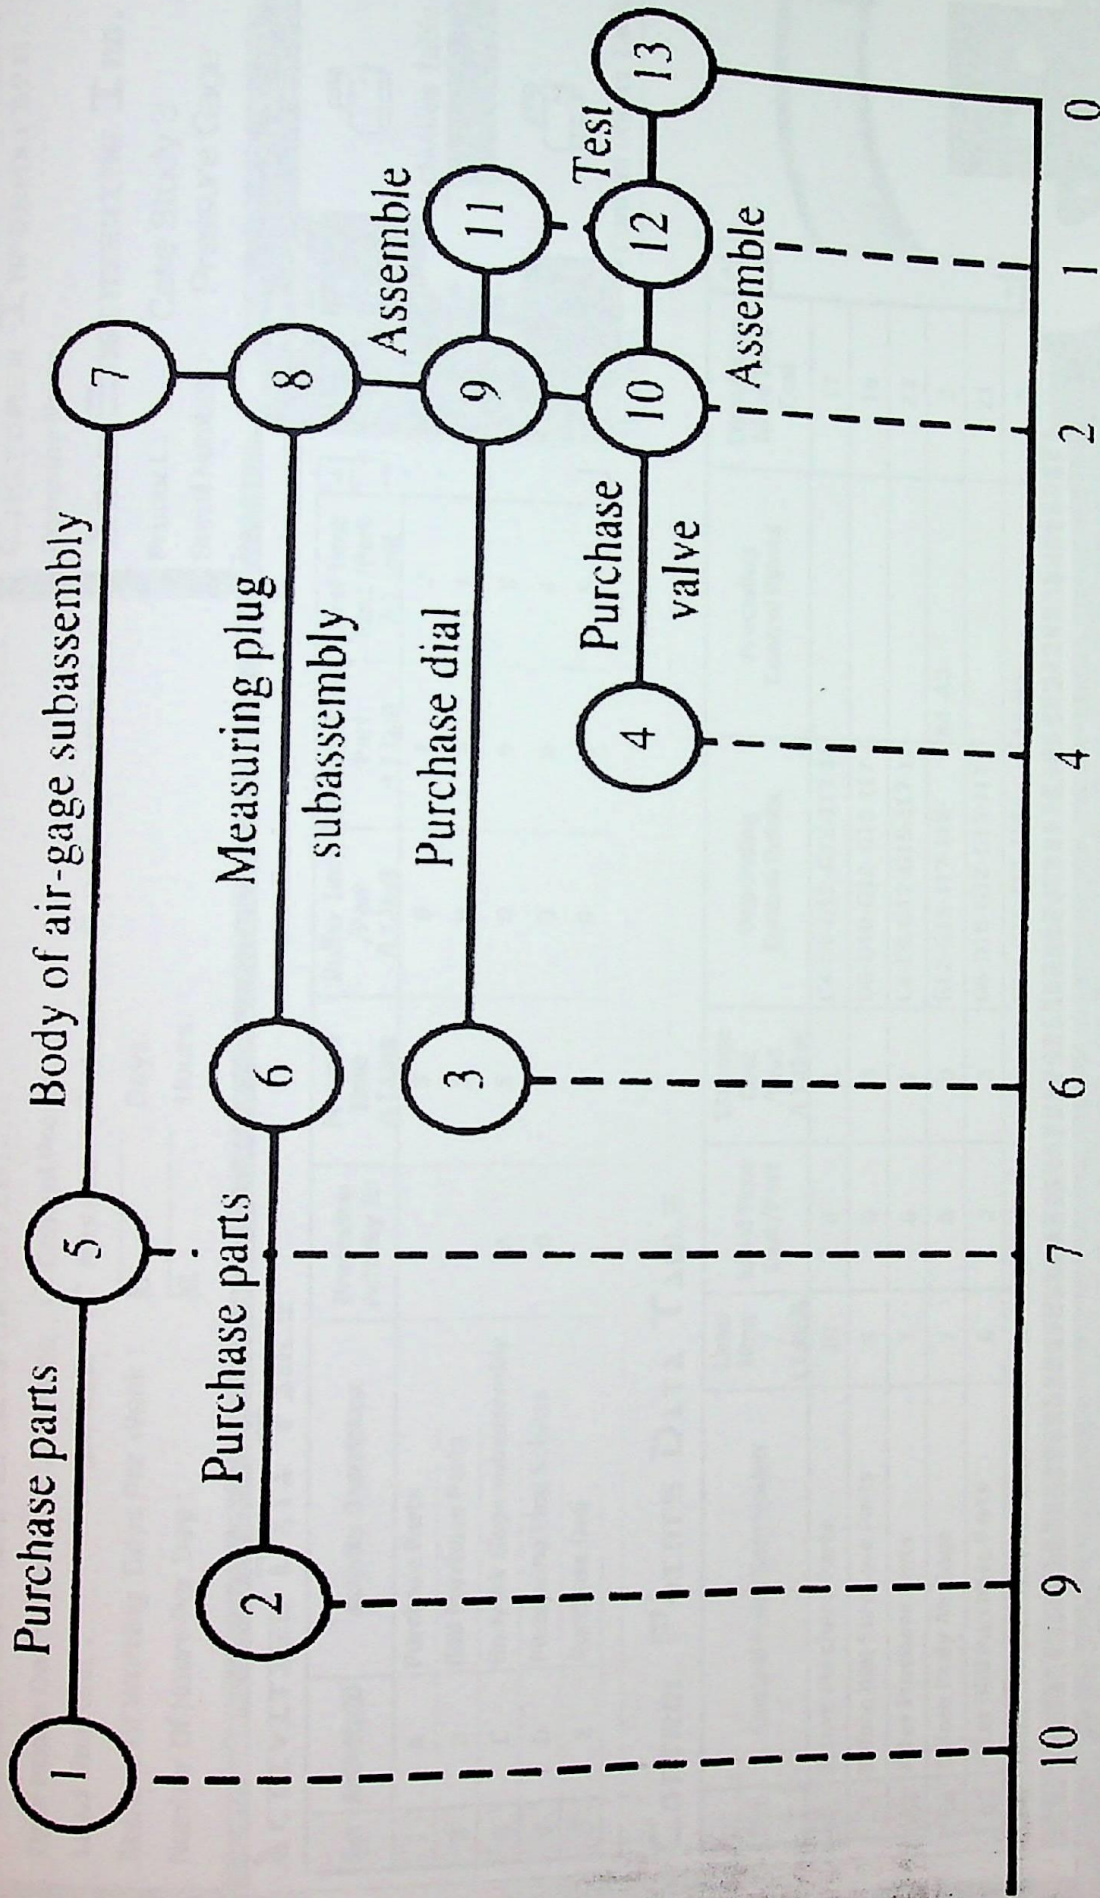 1
Purchase parts
5
Body of air-gage subassembly
7
2
Purchase parts
6
Measuring plug
subassembly
8
3
Purchase dial
9
Assemble
11
4
Purchase
valve
10
Assemble
12
Test
13
10 9 7 6 4 2 1 0